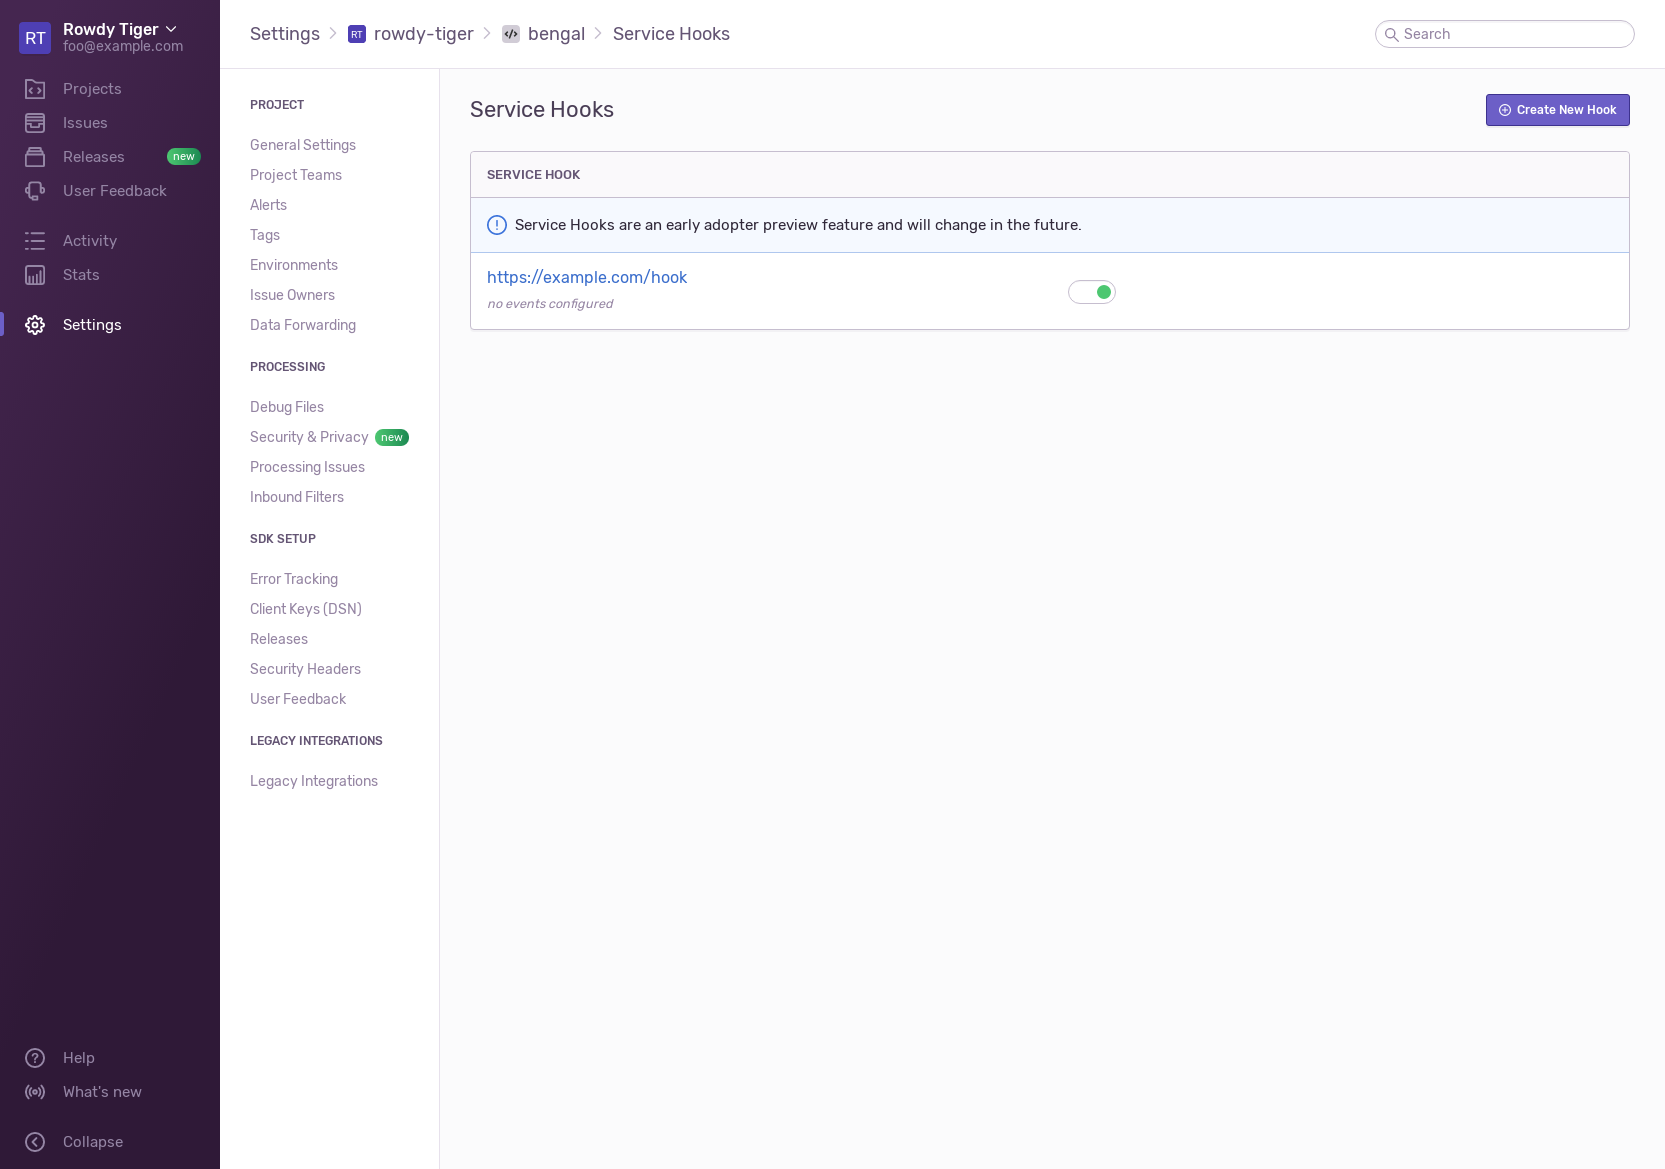 RT
Rowdy Tiger
foo@example.com
Projects
Issues
Releases new
User Feedback
Activity
Stats
Settings
Help
What's new
Collapse
Settings RT rowdy-tiger bengal Service Hooks
Search
PROJECT
General Settings
Project Teams
Alerts
Tags
Environments
Issue Owners
Data Forwarding
PROCESSING
Debug Files
Security & Privacy new
Processing Issues
Inbound Filters
SDK SETUP
Error Tracking
Client Keys (DSN)
Releases
Security Headers
User Feedback
LEGACY INTEGRATIONS
Legacy Integrations
Service Hooks
Create New Hook
SERVICE HOOK
Service Hooks are an early adopter preview feature and will change in the future.
https://example.com/hook
no events configured